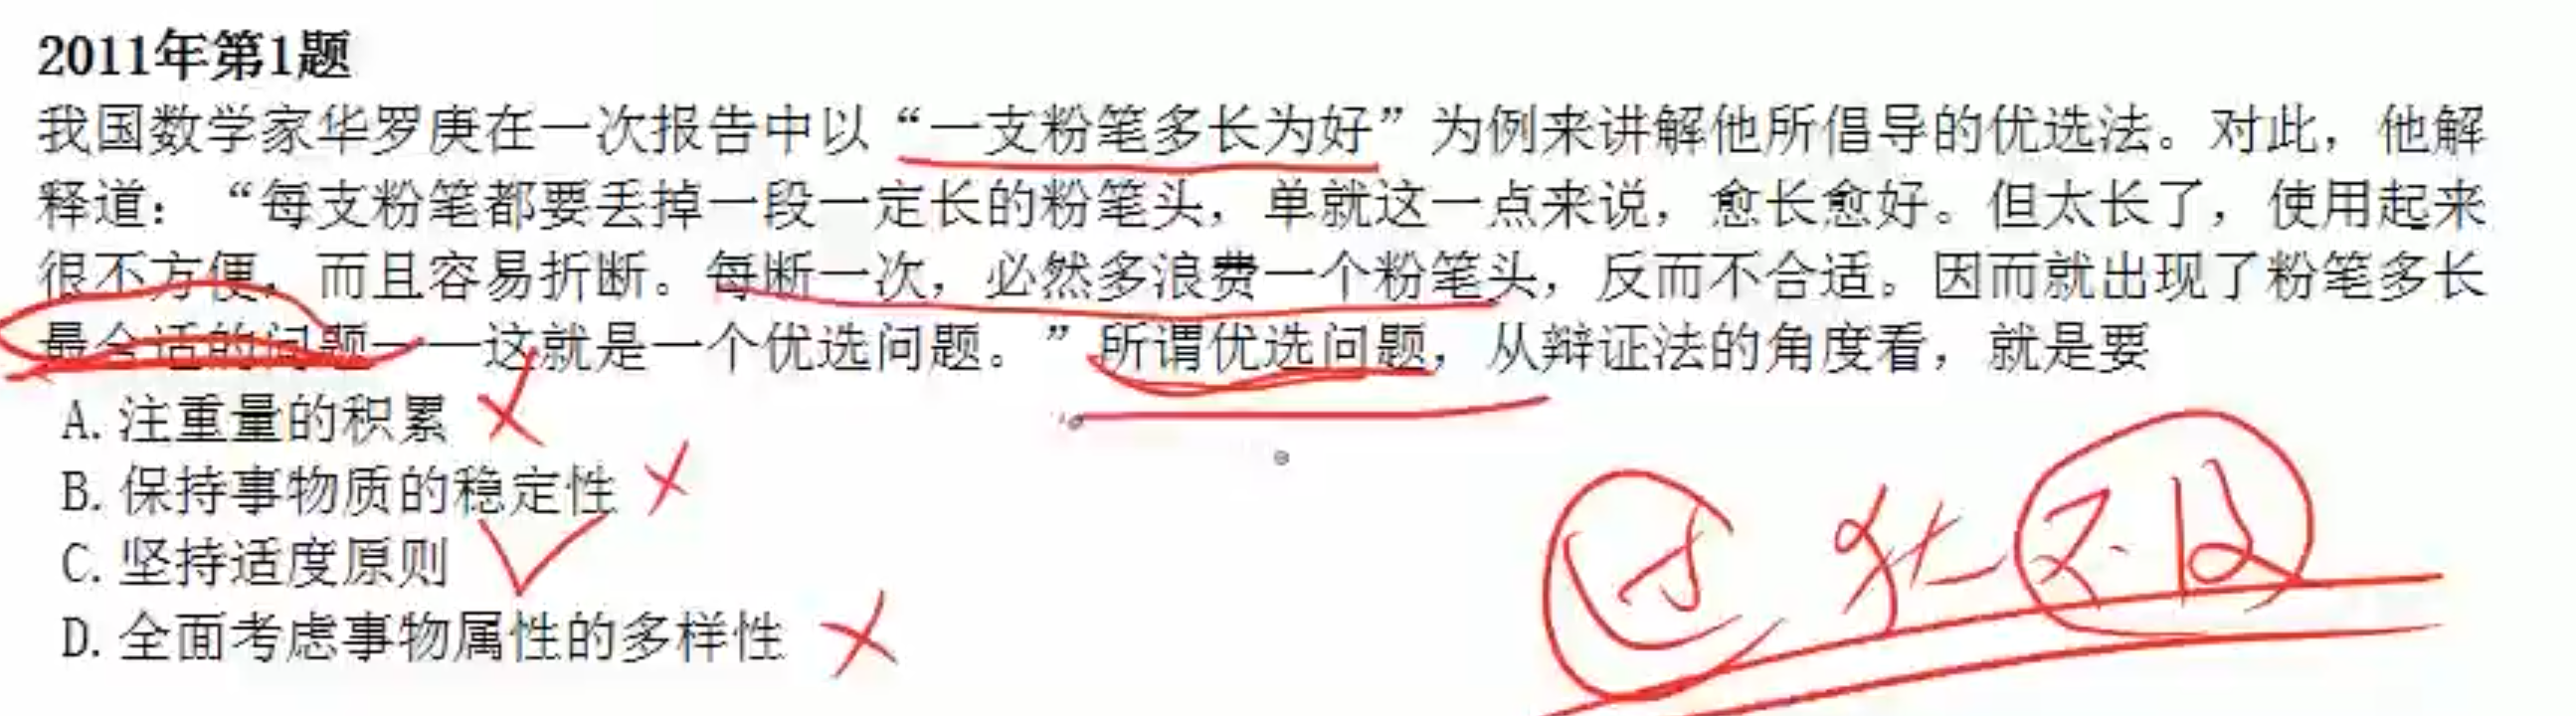 2011年第1题
我国数学家华罗庚在一次报告中以“一支粉笔多长为好”为例来讲解他所倡导的优选法。对此，他解
释道：“每支粉笔都要丢掉一段一定长的粉笔头，单就这一点来说，愈长愈好。但太长了，使用起来
很不方便，而且容易折断。每断一次，必然多浪费一个粉笔头，反而不合适。因而就出现了粉笔多长
最合适的问题——这就是一个优选问题。”所谓优选问题，从辩证法的角度看，就是要
A. 注重量的积累
B. 保持事物质的稳定性
C. 坚持适度原则
D. 全面考虑事物属性的多样性